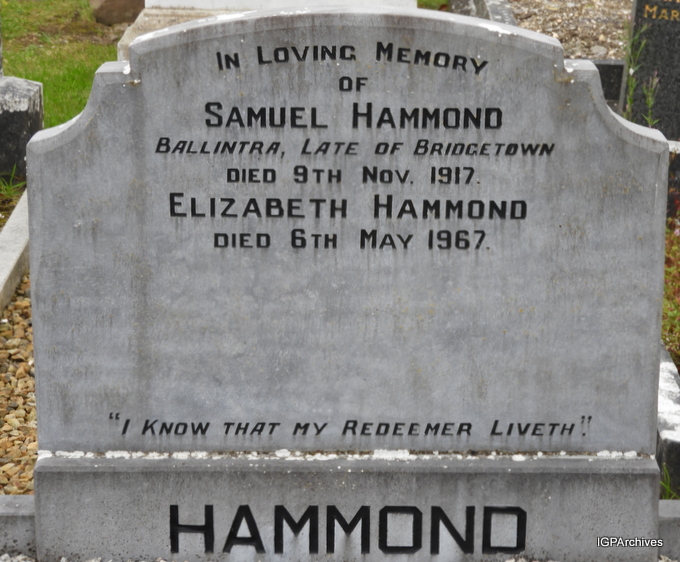 In Loving Memory
of
Samuel Hammond
Ballintra, Late of Bridgetown
died 9th Nov. 1917.
Elizabeth Hammond
died 6th May 1967.
"I Know that my Redeemer Liveth".
HAMMOND
IGPArchives